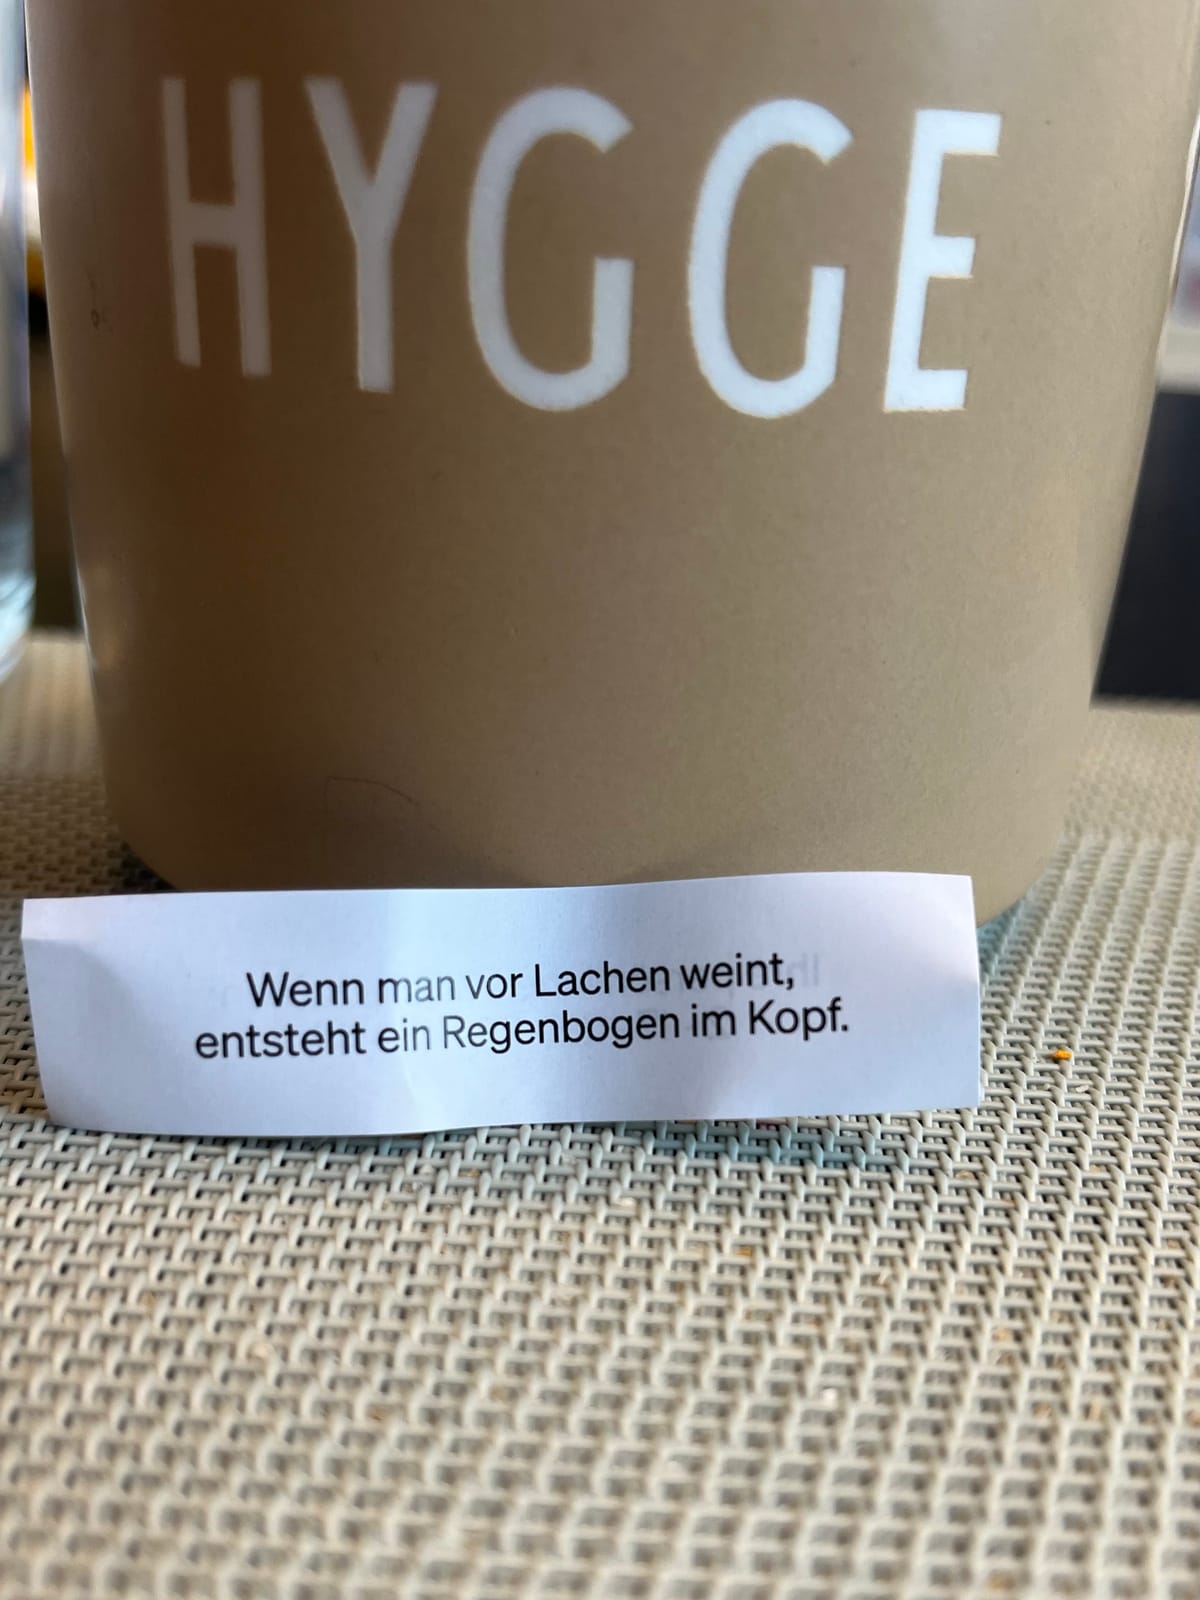 HYGGE
Wenn man vor Lachen weint,
entsteht ein Regenbogen im Kopf.